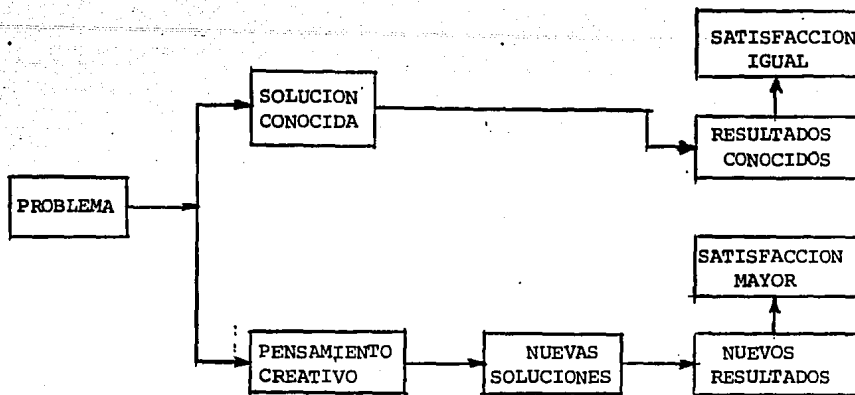 SATISFACCION
IGUAL
SOLUCION
CONOCIDA
RESULTADOS
CONOCIDOS
PROBLEMA
SATISFACCION
MAYOR
PENSAMIENTO
CREATIVO
NUEVAS
SOLUCIONES
NUEVOS
RESULTADOS